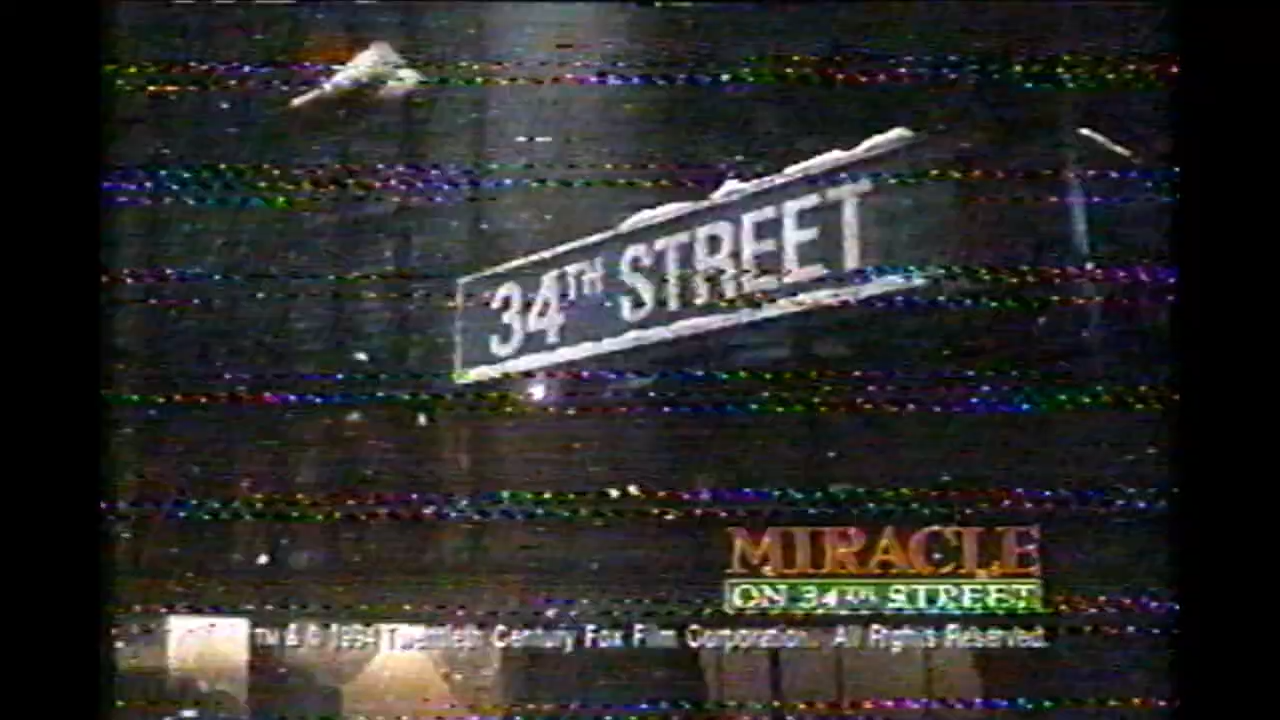 34TH STREET
MIRACLE
ON 34TH STREET
TM & © 1994 Twentieth Century Fox Film Corporation. All Rights Reserved.